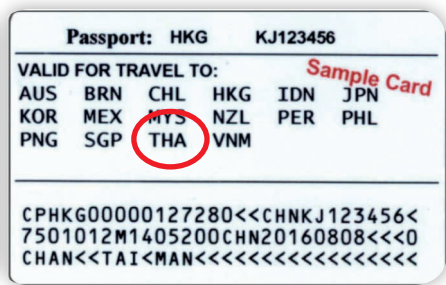 Passport: HKG KJ123456
Sample Card
VALID FOR TRAVEL TO:
AUS BRN CHL HKG IDN JPN
KOR MEX MYS NZL PER PHL
PNG SGP THA VNM
CPHKG00000127280<<CHNKJ123456<
7501012M1405200CHN20160808<<<0
CHAN<<TAI<MAN<<<<<<<<<<<<<<<<<